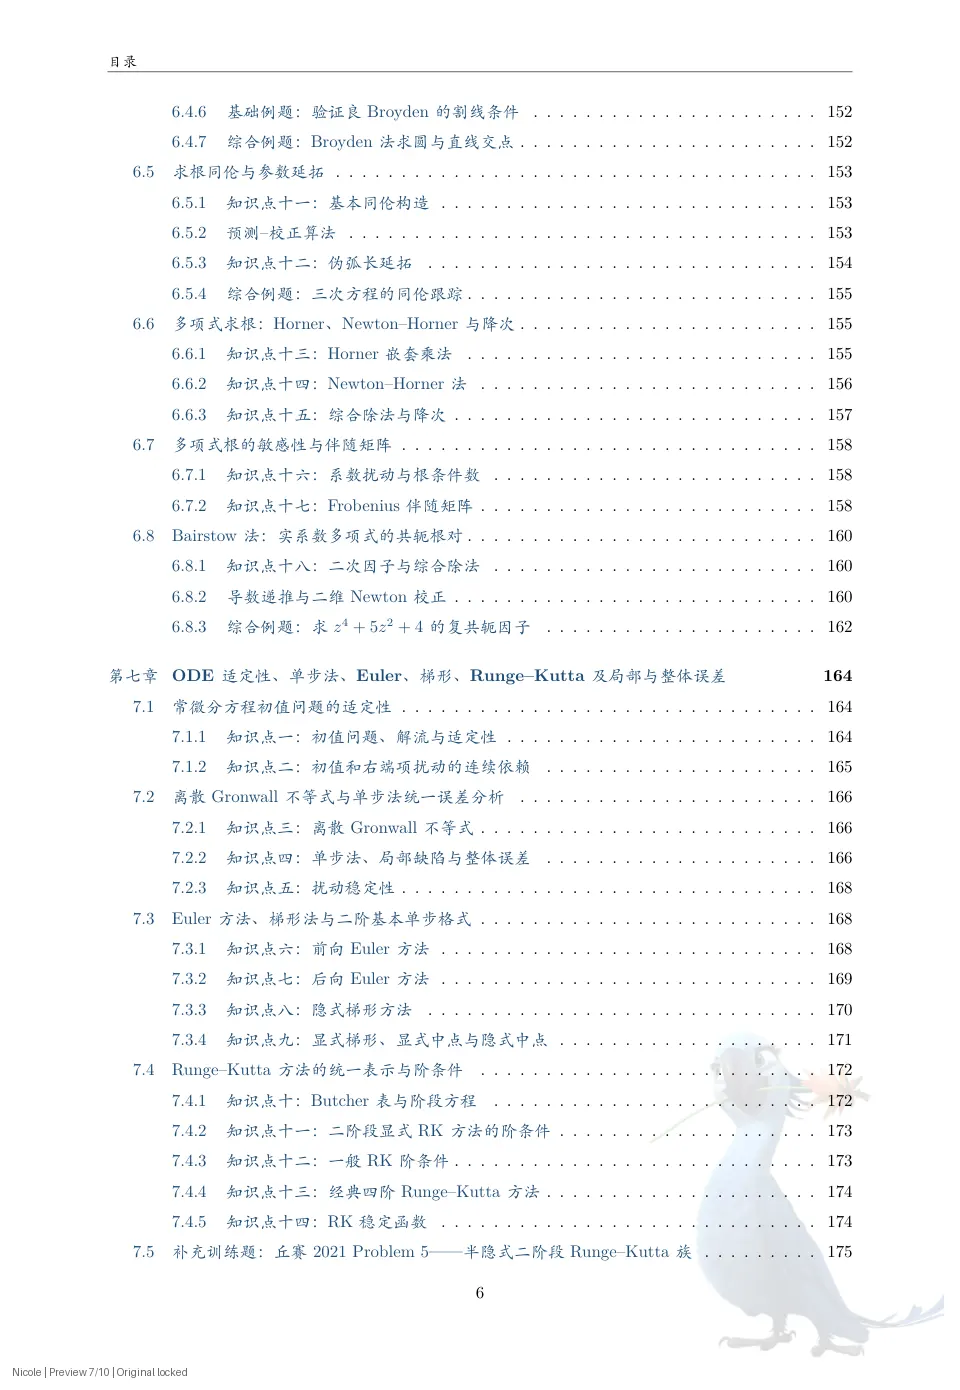 目录
6.4.6 基础例题：验证良 Broyden 的割线条件 . . . . . . . . . . . . . . . . . . . . . . 152
6.4.7 综合例题：Broyden 法求圆与直线交点 . . . . . . . . . . . . . . . . . . . . . . . 152
6.5 求根同伦与参数延拓 . . . . . . . . . . . . . . . . . . . . . . . . . . . . . . . . . . . . . 153
6.5.1 知识点十一：基本同伦构造 . . . . . . . . . . . . . . . . . . . . . . . . . . . . . 153
6.5.2 预测–校正算法 . . . . . . . . . . . . . . . . . . . . . . . . . . . . . . . . . . . . 153
6.5.3 知识点十二：伪弧长延拓 . . . . . . . . . . . . . . . . . . . . . . . . . . . . . . 154
6.5.4 综合例题：三次方程的同伦跟踪 . . . . . . . . . . . . . . . . . . . . . . . . . . . 155
6.6 多项式求根：Horner、Newton–Horner 与降次 . . . . . . . . . . . . . . . . . . . . . . . 155
6.6.1 知识点十三：Horner 嵌套乘法 . . . . . . . . . . . . . . . . . . . . . . . . . . . 155
6.6.2 知识点十四：Newton–Horner 法 . . . . . . . . . . . . . . . . . . . . . . . . . . 156
6.6.3 知识点十五：综合除法与降次 . . . . . . . . . . . . . . . . . . . . . . . . . . . . 157
6.7 多项式根的敏感性与伴随矩阵 . . . . . . . . . . . . . . . . . . . . . . . . . . . . . . . . 158
6.7.1 知识点十六：系数扰动与根条件数 . . . . . . . . . . . . . . . . . . . . . . . . . 158
6.7.2 知识点十七：Frobenius 伴随矩阵 . . . . . . . . . . . . . . . . . . . . . . . . . . 158
6.8 Bairstow 法：实系数多项式的共轭根对 . . . . . . . . . . . . . . . . . . . . . . . . . . . 160
6.8.1 知识点十八：二次因子与综合除法 . . . . . . . . . . . . . . . . . . . . . . . . . 160
6.8.2 导数递推与二维 Newton 校正 . . . . . . . . . . . . . . . . . . . . . . . . . . . . 160
6.8.3 综合例题：求 z⁴ + 5z² + 4 的复共轭因子 . . . . . . . . . . . . . . . . . . . . . 162
第七章 ODE 适定性、单步法、Euler、梯形、Runge–Kutta 及局部与整体误差 164
7.1 常微分方程初值问题的适定性 . . . . . . . . . . . . . . . . . . . . . . . . . . . . . . . . 164
7.1.1 知识点一：初值问题、解流与适定性 . . . . . . . . . . . . . . . . . . . . . . . . 164
7.1.2 知识点二：初值和右端项扰动的连续依赖 . . . . . . . . . . . . . . . . . . . . . 165
7.2 离散 Gronwall 不等式与单步法统一误差分析 . . . . . . . . . . . . . . . . . . . . . . . 166
7.2.1 知识点三：离散 Gronwall 不等式 . . . . . . . . . . . . . . . . . . . . . . . . . . 166
7.2.2 知识点四：单步法、局部缺陷与整体误差 . . . . . . . . . . . . . . . . . . . . . 166
7.2.3 知识点五：扰动稳定性 . . . . . . . . . . . . . . . . . . . . . . . . . . . . . . . . 168
7.3 Euler 方法、梯形法与二阶基本单步格式 . . . . . . . . . . . . . . . . . . . . . . . . . . 168
7.3.1 知识点六：前向 Euler 方法 . . . . . . . . . . . . . . . . . . . . . . . . . . . . . 168
7.3.2 知识点七：后向 Euler 方法 . . . . . . . . . . . . . . . . . . . . . . . . . . . . . 169
7.3.3 知识点八：隐式梯形方法 . . . . . . . . . . . . . . . . . . . . . . . . . . . . . . 170
7.3.4 知识点九：显式梯形、显式中点与隐式中点 . . . . . . . . . . . . . . . . . . . . 171
7.4 Runge–Kutta 方法的统一表示与阶条件 . . . . . . . . . . . . . . . . . . . . . . . . . . 172
7.4.1 知识点十：Butcher 表与阶段方程 . . . . . . . . . . . . . . . . . . . . . . . . . 172
7.4.2 知识点十一：二阶段显式 RK 方法的阶条件 . . . . . . . . . . . . . . . . . . . . 173
7.4.3 知识点十二：一般 RK 阶条件 . . . . . . . . . . . . . . . . . . . . . . . . . . . . 173
7.4.4 知识点十三：经典四阶 Runge–Kutta 方法 . . . . . . . . . . . . . . . . . . . . . 174
7.4.5 知识点十四：RK 稳定函数 . . . . . . . . . . . . . . . . . . . . . . . . . . . . . 174
7.5 补充训练题：丘赛 2021 Problem 5——半隐式二阶段 Runge–Kutta 族 . . . . . . . . . 175
6
Nicole | Preview 7/10 | Original locked